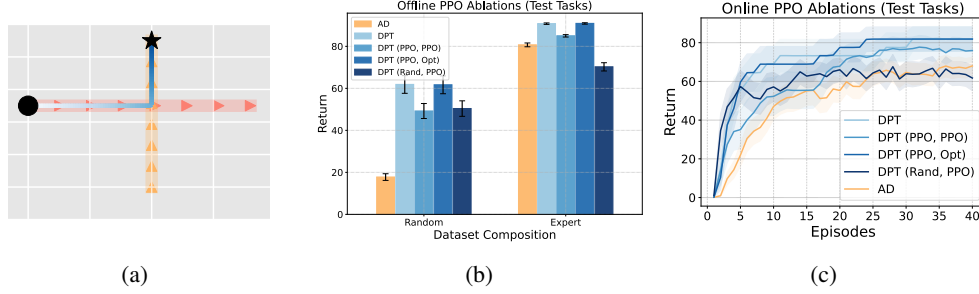 Offline PPO Ablations (Test Tasks)
Return
80
60
40
20
0
AD
DPT
DPT (PPO, PPO)
DPT (PPO, Opt)
DPT (Rand, PPO)
Random
Expert
Dataset Composition
Online PPO Ablations (Test Tasks)
Return
80
60
40
20
0
DPT
DPT (PPO, PPO)
DPT (PPO, Opt)
DPT (Rand, PPO)
AD
1 5 10 15 20 25 30 35 40
Episodes
(a)
(b)
(c)